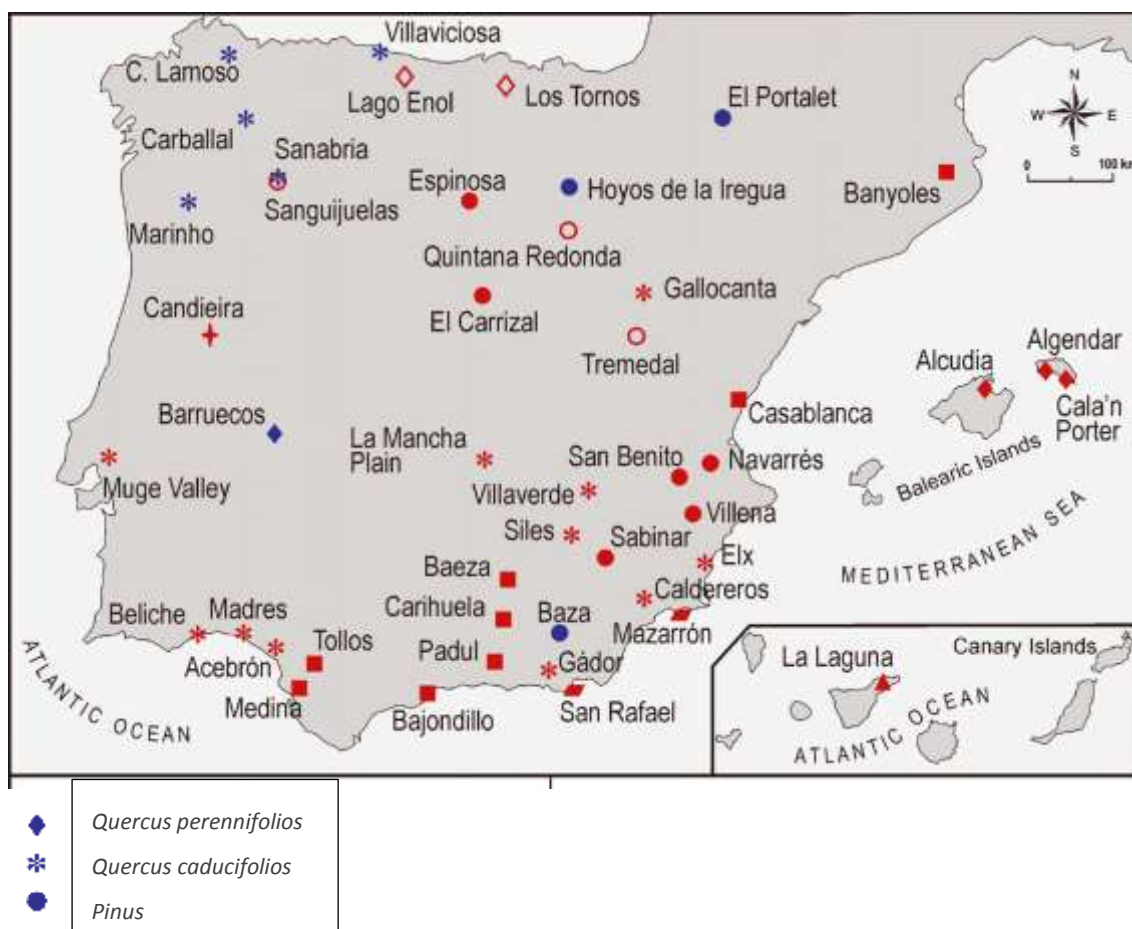 Villaviciosa
C. Lamoso
Lago Enol
Los Tornos
El Portalet
N
W E
S
0 100 km
Carballal
Sanabria
Espinosa
Hoyos de la Iregua
Banyoles
Sanguijuelas
Marinho
Quintana Redonda
Gallocanta
Candieira
El Carrizal
Tremedal
Algendar
Alcudia
Cala'n
Porter
Barruecos
Casablanca
La Mancha
Plain
San Benito
Navarrés
Balearic Islands
Muge Valley
Villaverde
Villena
MEDITERRANEAN SEA
Siles
Sabinar
Elx
Baeza
Caldereros
Beliche
Madres
Carihuela
Baza
Mazarrón
Acebrón
Tollos
Padul
Gádor
ATLANTIC OCEAN
Medina
Bajondillo
San Rafael
La Laguna
Canary Islands
ATLANTIC OCEAN
Quercus perennifolios
Quercus caducifolios
Pinus